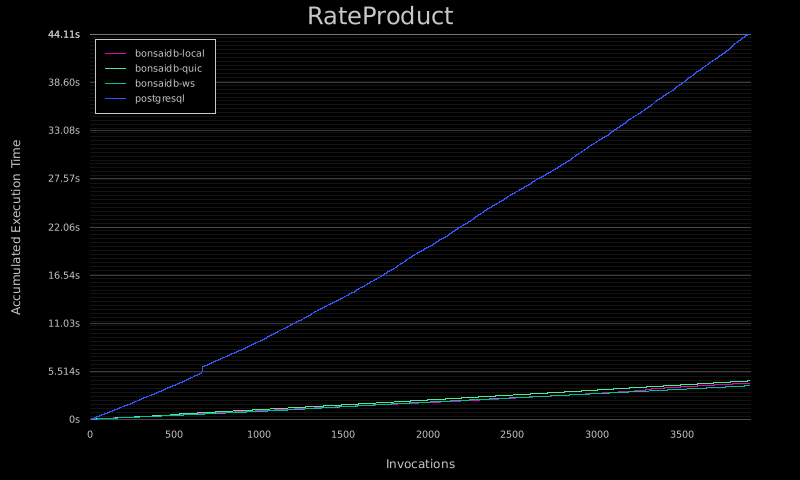 RateProduct
44.11s
bonsaidb-local
bonsaidb-quic
bonsaidb-ws
postgresql
38.60s
33.08s
27.57s
22.06s
16.54s
11.03s
5.514s
0s
Accumulated Execution Time
0 500 1000 1500 2000 2500 3000 3500
Invocations